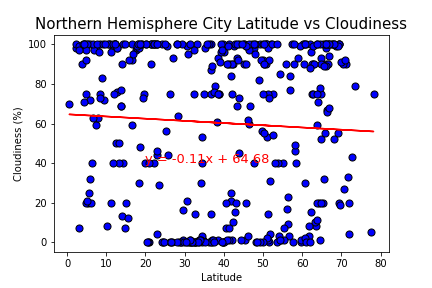 Northern Hemisphere City Latitude vs Cloudiness
100
80
60
40
20
0
Cloudiness (%)
y = -0.11x + 64.68
0 10 20 30 40 50 60 70 80
Latitude